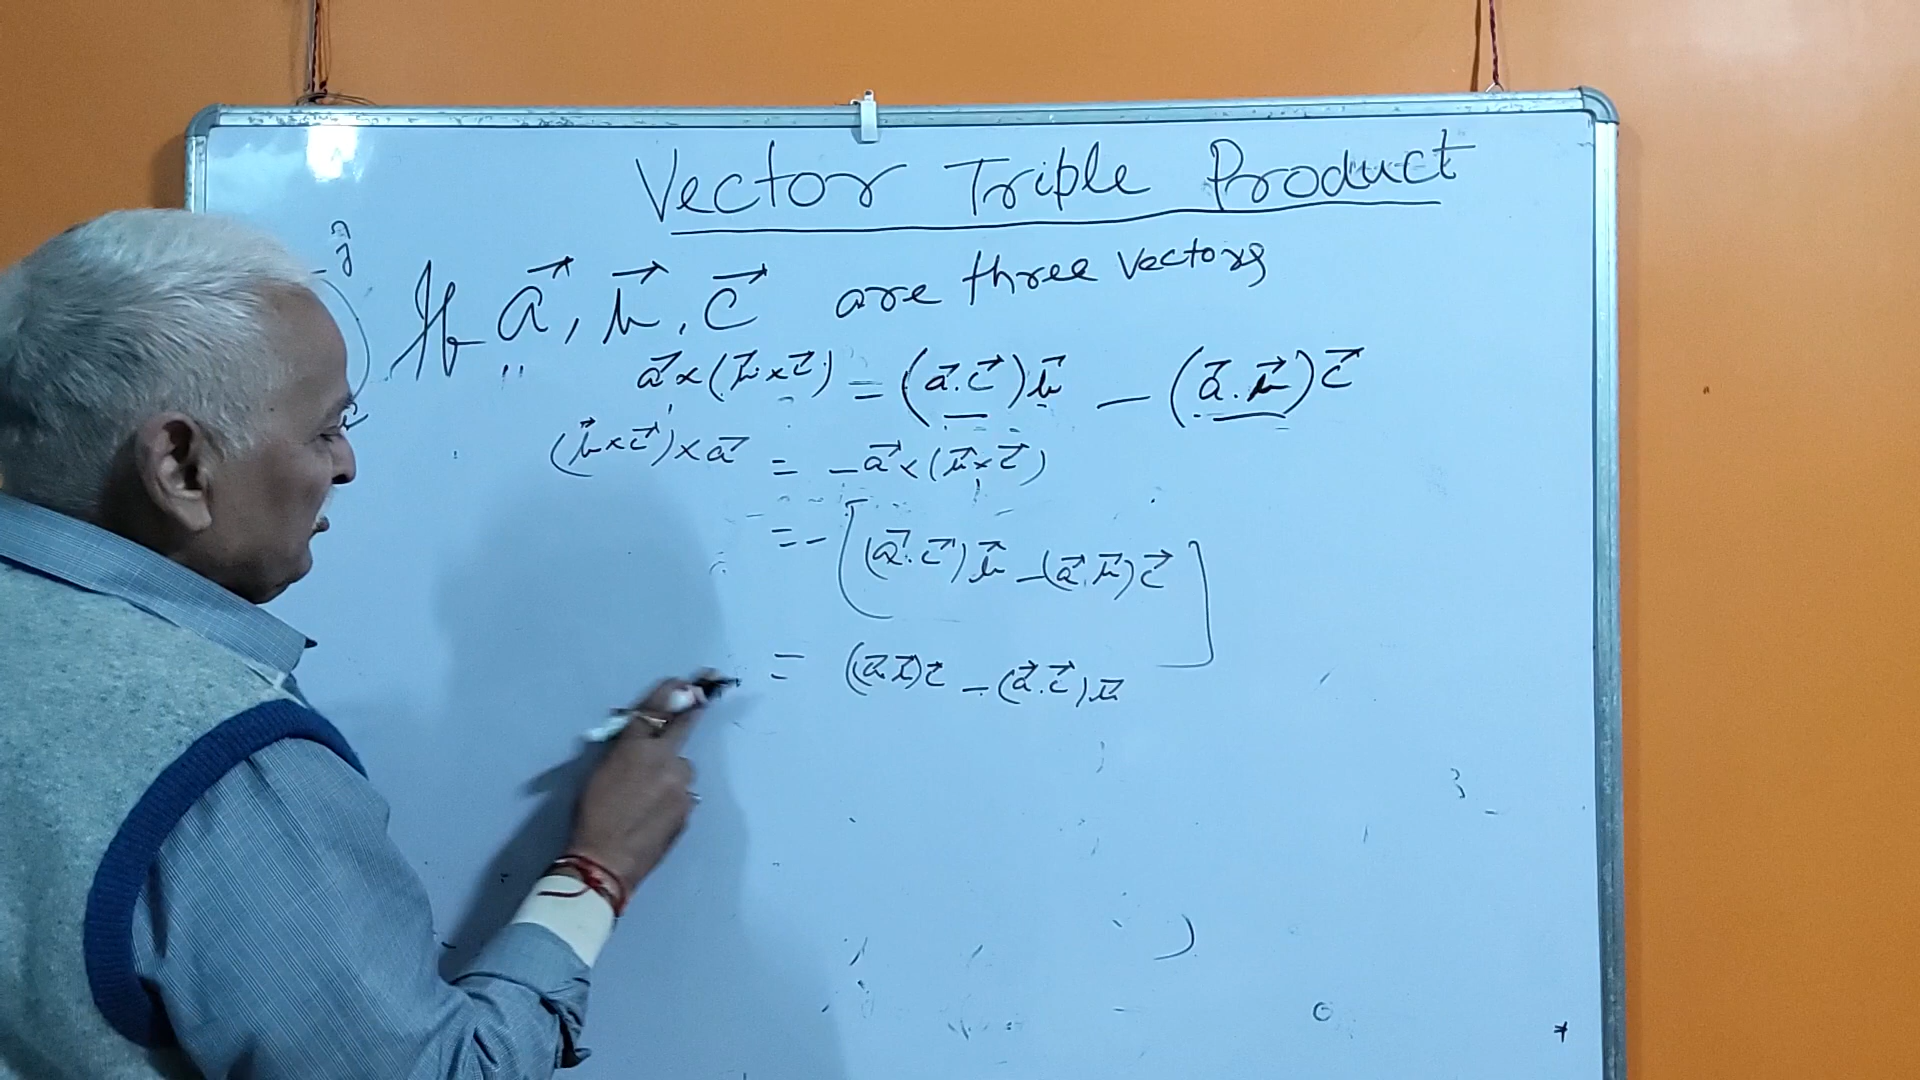 Vector Triple Product
ĵ
If a⃗, b⃗, c⃗ are three vectors
a⃗×(b⃗×c⃗) = (a⃗.c⃗)b⃗ — (a⃗.b⃗)c⃗
(b⃗×c⃗)×a⃗ = -a⃗×(b⃗×c⃗)
= - [(a⃗.c⃗)b⃗ - (a⃗.b⃗)c⃗]
= (a⃗.b⃗)c⃗ - (a⃗.c⃗)b⃗